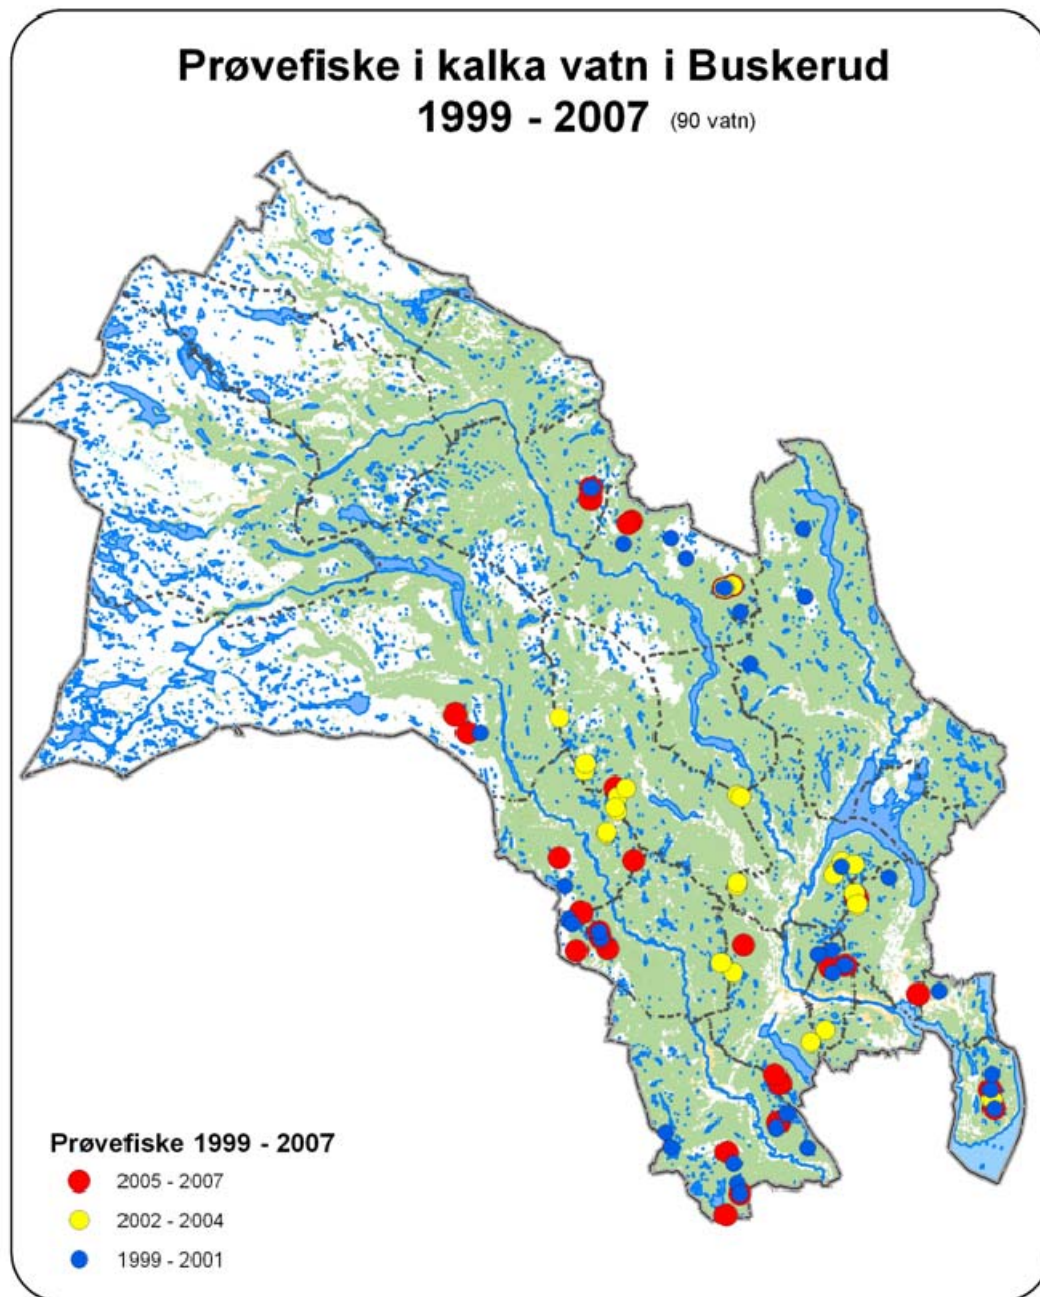 Prøvefiske i kalka vatn i Buskerud
1999 - 2007 (90 vatn)
Prøvefiske 1999 - 2007
2005 - 2007
2002 - 2004
1999 - 2001